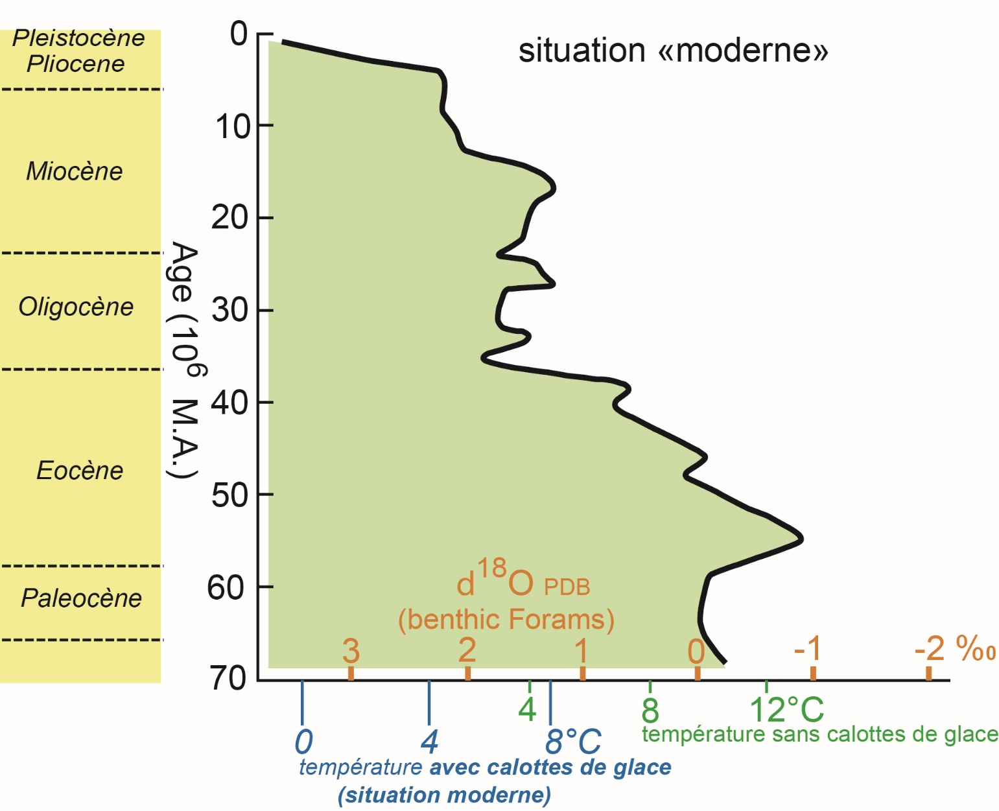 Pleistocène
Pliocene
Miocène
Oligocène
Eocène
Paleocène
Age (10⁶ M.A.)
0
10
20
30
40
50
60
70
situation «moderne»
d¹⁸O PDB
(benthic Forams)
3 2 1 0 -1 -2 ‰
4 8 12°C
température sans calottes de glace
0 4 8°C
température avec calottes de glace
(situation moderne)